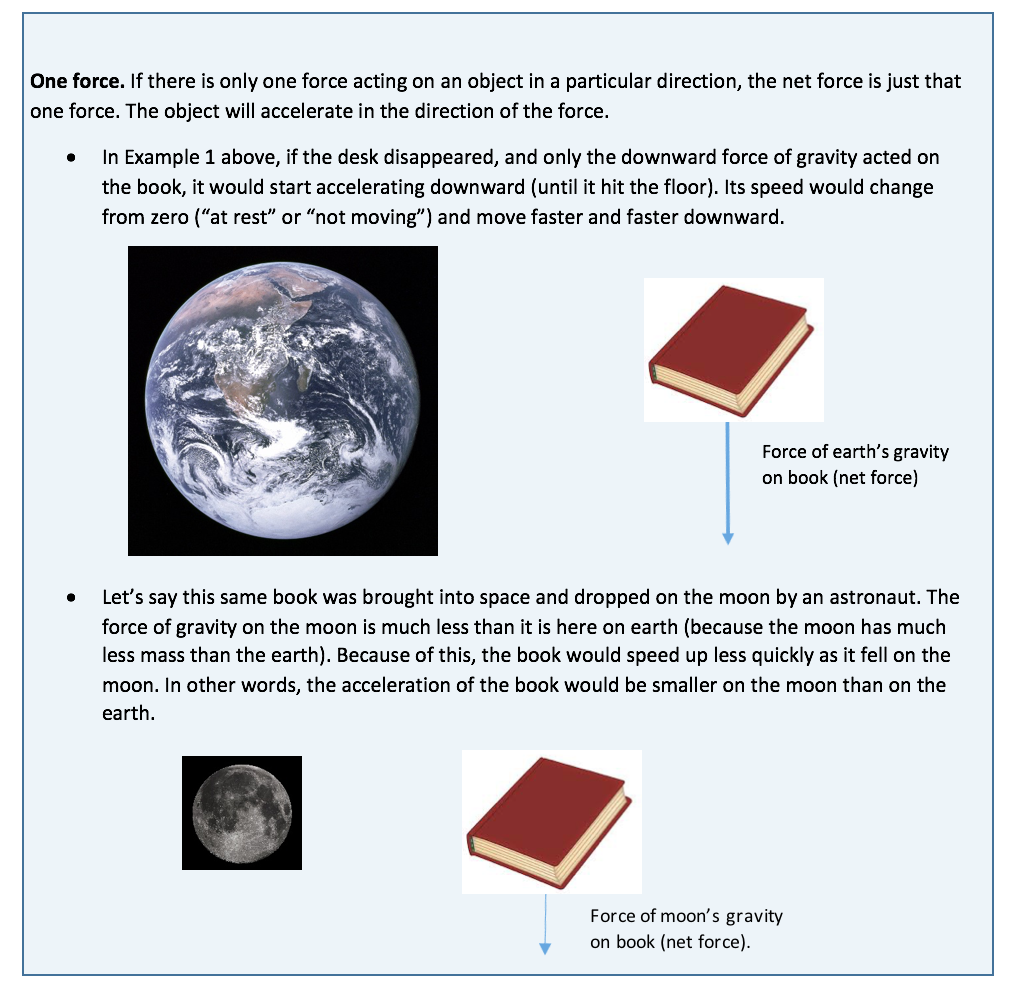 One force. If there is only one force acting on an object in a particular direction, the net force is just that
one force. The object will accelerate in the direction of the force.
• In Example 1 above, if the desk disappeared, and only the downward force of gravity acted on
the book, it would start accelerating downward (until it hit the floor). Its speed would change
from zero (“at rest” or “not moving”) and move faster and faster downward.
Force of earth’s gravity
on book (net force)
• Let’s say this same book was brought into space and dropped on the moon by an astronaut. The
force of gravity on the moon is much less than it is here on earth (because the moon has much
less mass than the earth). Because of this, the book would speed up less quickly as it fell on the
moon. In other words, the acceleration of the book would be smaller on the moon than on the
earth.
Force of moon’s gravity
on book (net force).